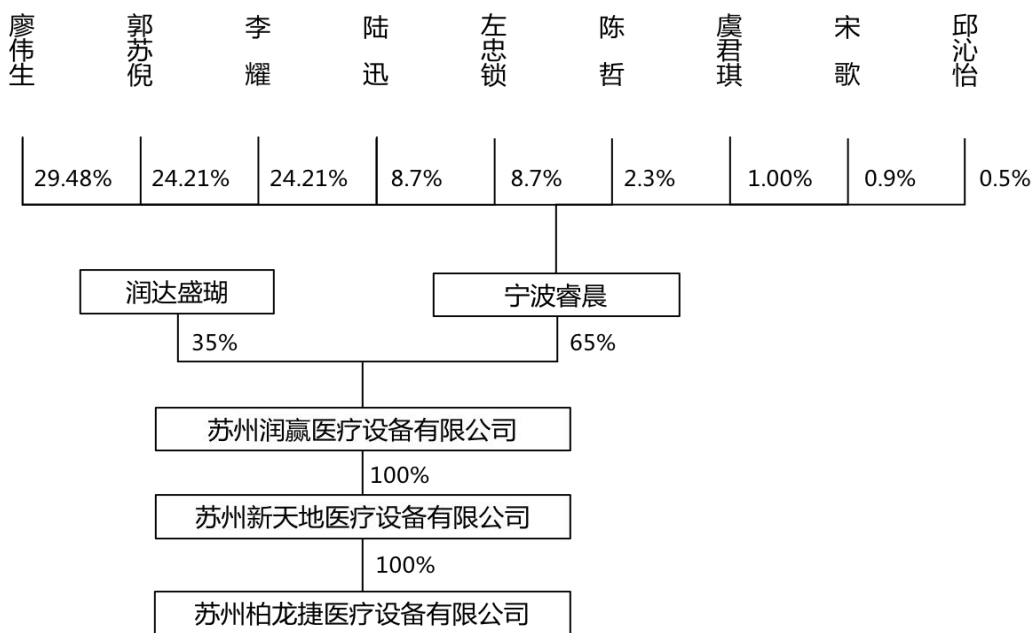 廖伟生
郭苏倪
李耀
陆迅
左忠锁
陈哲
虞君琪
宋歌
邱沁怡
29.48%
24.21%
24.21%
8.7%
8.7%
2.3%
1.00%
0.9%
0.5%
润达盛瑚
宁波睿晨
35%
65%
苏州润赢医疗设备有限公司
100%
苏州新天地医疗设备有限公司
100%
苏州柏龙捷医疗设备有限公司